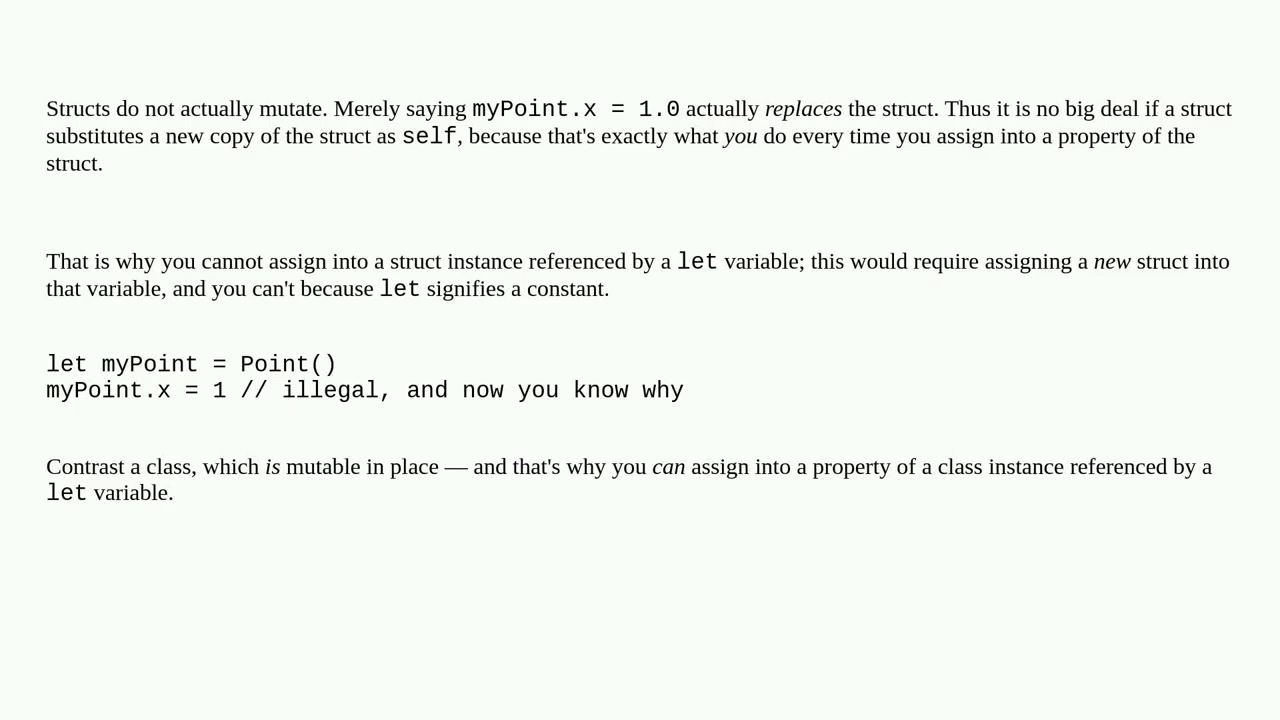 Structs do not actually mutate. Merely saying myPoint.x = 1.0 actually replaces the struct. Thus it is no big deal if a struct
substitutes a new copy of the struct as self, because that's exactly what you do every time you assign into a property of the
struct.
That is why you cannot assign into a struct instance referenced by a let variable; this would require assigning a new struct into
that variable, and you can't because let signifies a constant.
let myPoint = Point()
myPoint.x = 1 // illegal, and now you know why
Contrast a class, which is mutable in place — and that's why you can assign into a property of a class instance referenced by a
let variable.